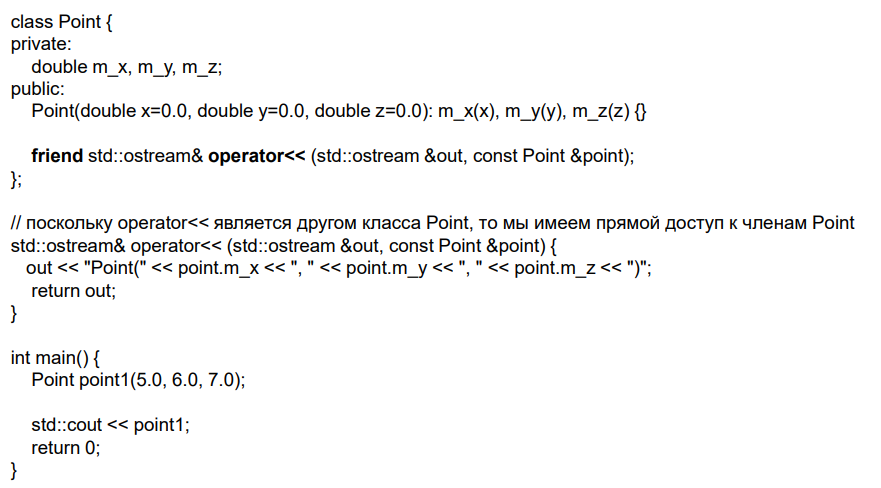 class Point {
private:
    double m_x, m_y, m_z;
public:
    Point(double x=0.0, double y=0.0, double z=0.0): m_x(x), m_y(y), m_z(z) {}

    friend std::ostream& operator<< (std::ostream &out, const Point &point);
};

// поскольку operator<< является другом класса Point, то мы имеем прямой доступ к членам Point
std::ostream& operator<< (std::ostream &out, const Point &point) {
   out << "Point(" << point.m_x << ", " << point.m_y << ", " << point.m_z << ")";
    return out;
}

int main() {
    Point point1(5.0, 6.0, 7.0);

    std::cout << point1;
    return 0;
}